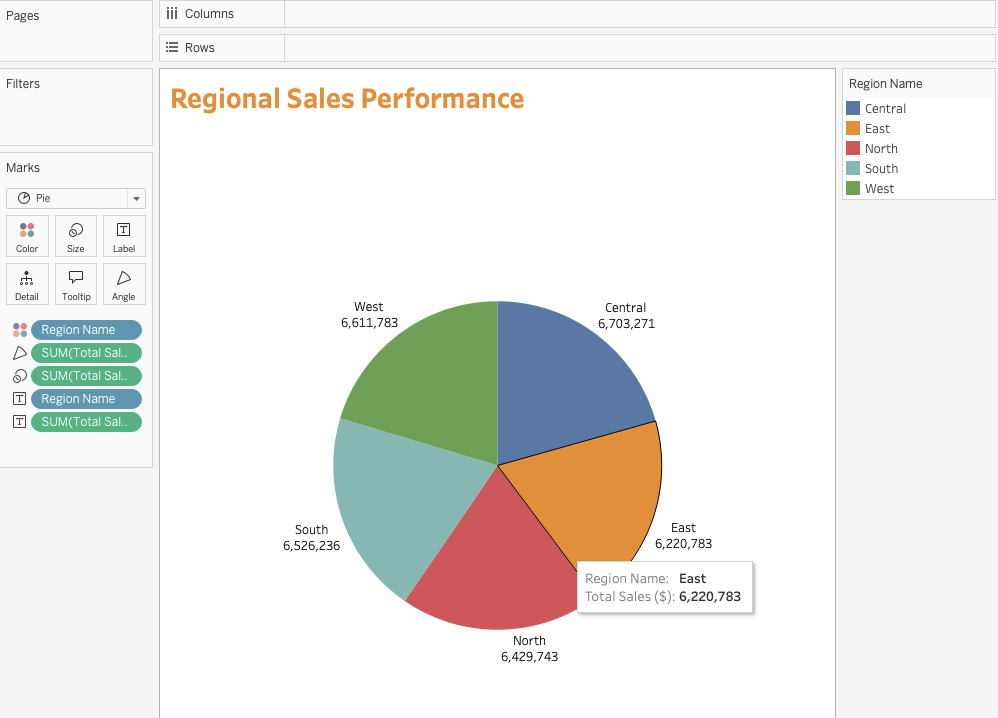 Pages
Columns
Rows
Filters
Marks
Pie
Color
Size
Label
Detail
Tooltip
Angle
Region Name
SUM(Total Sal..
SUM(Total Sal..
Region Name
SUM(Total Sal..
Regional Sales Performance
West
6,611,783
Central
6,703,271
South
6,526,236
East
6,220,783
Region Name: East
Total Sales ($): 6,220,783
North
6,429,743
Region Name
Central
East
North
South
West